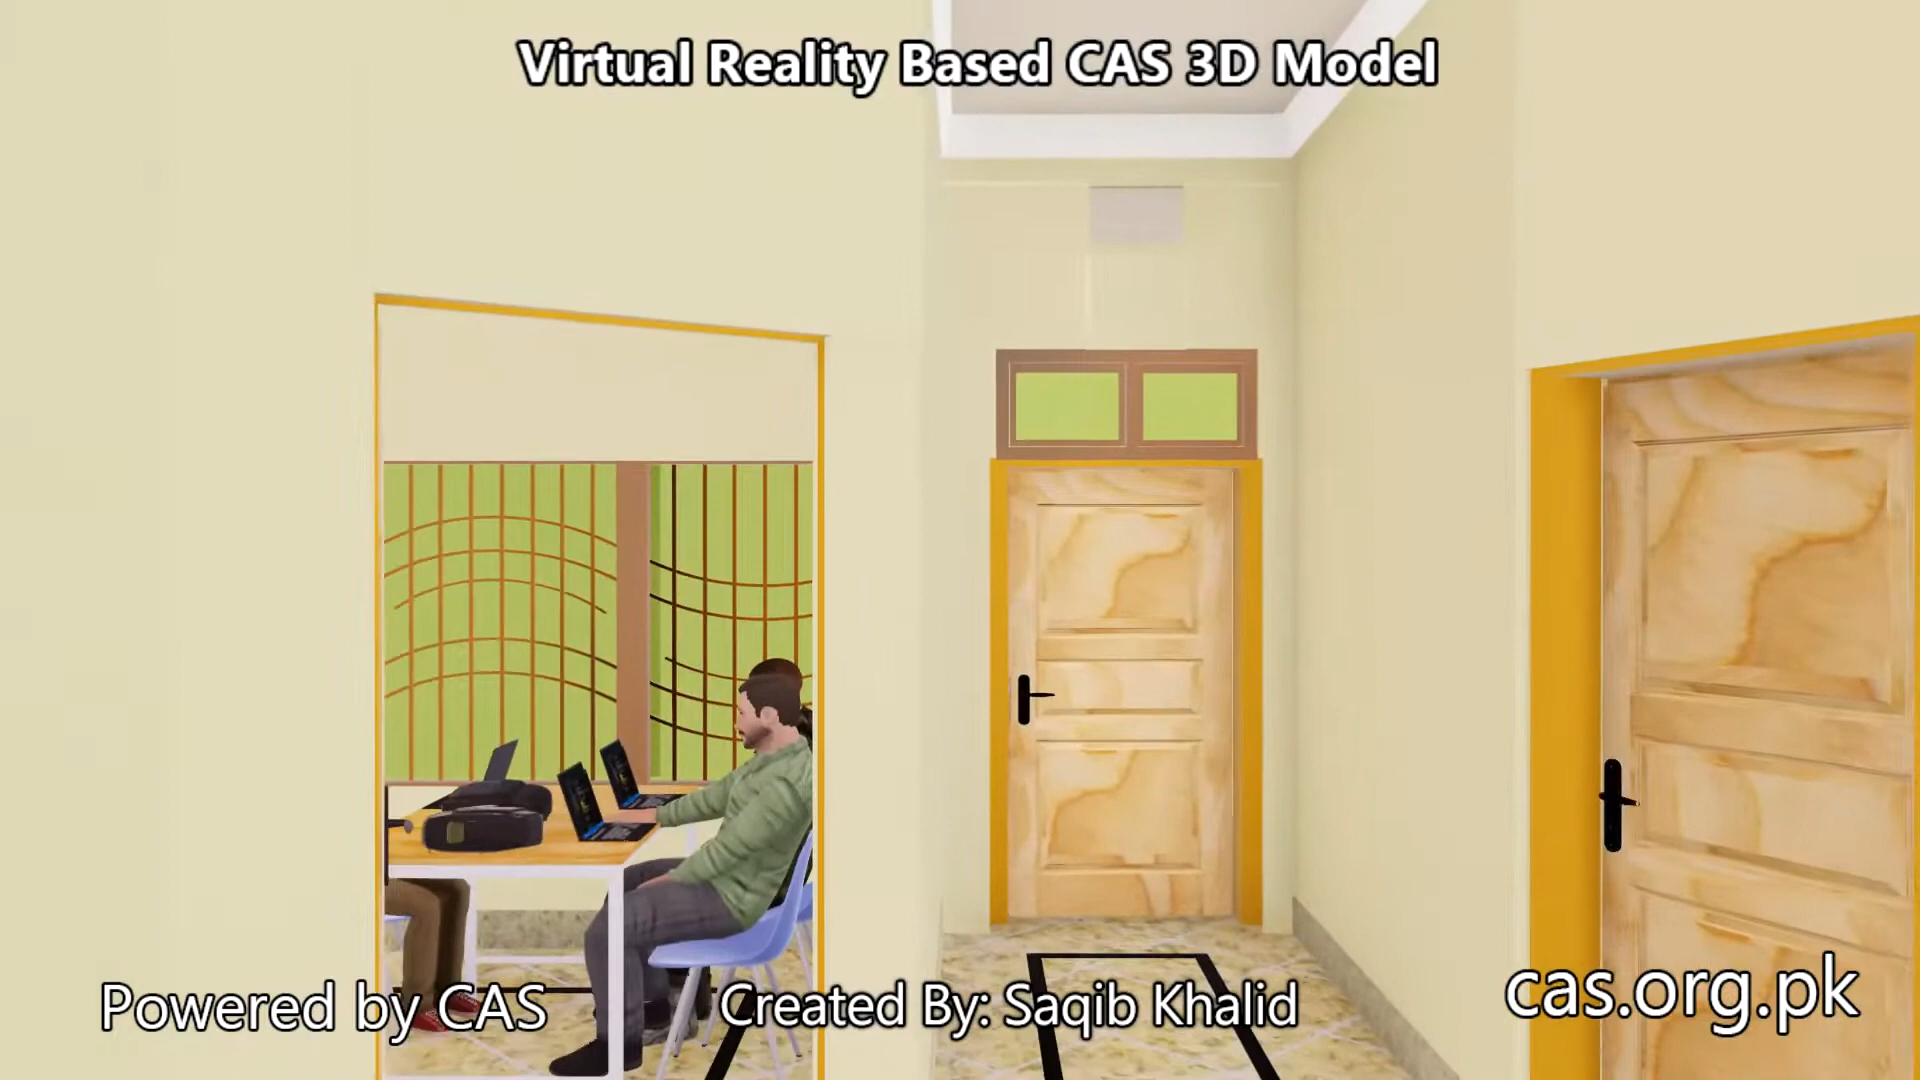 Virtual Reality Based CAS 3D Model
Powered by CAS
Created By: Saqib Khalid
cas.org.pk